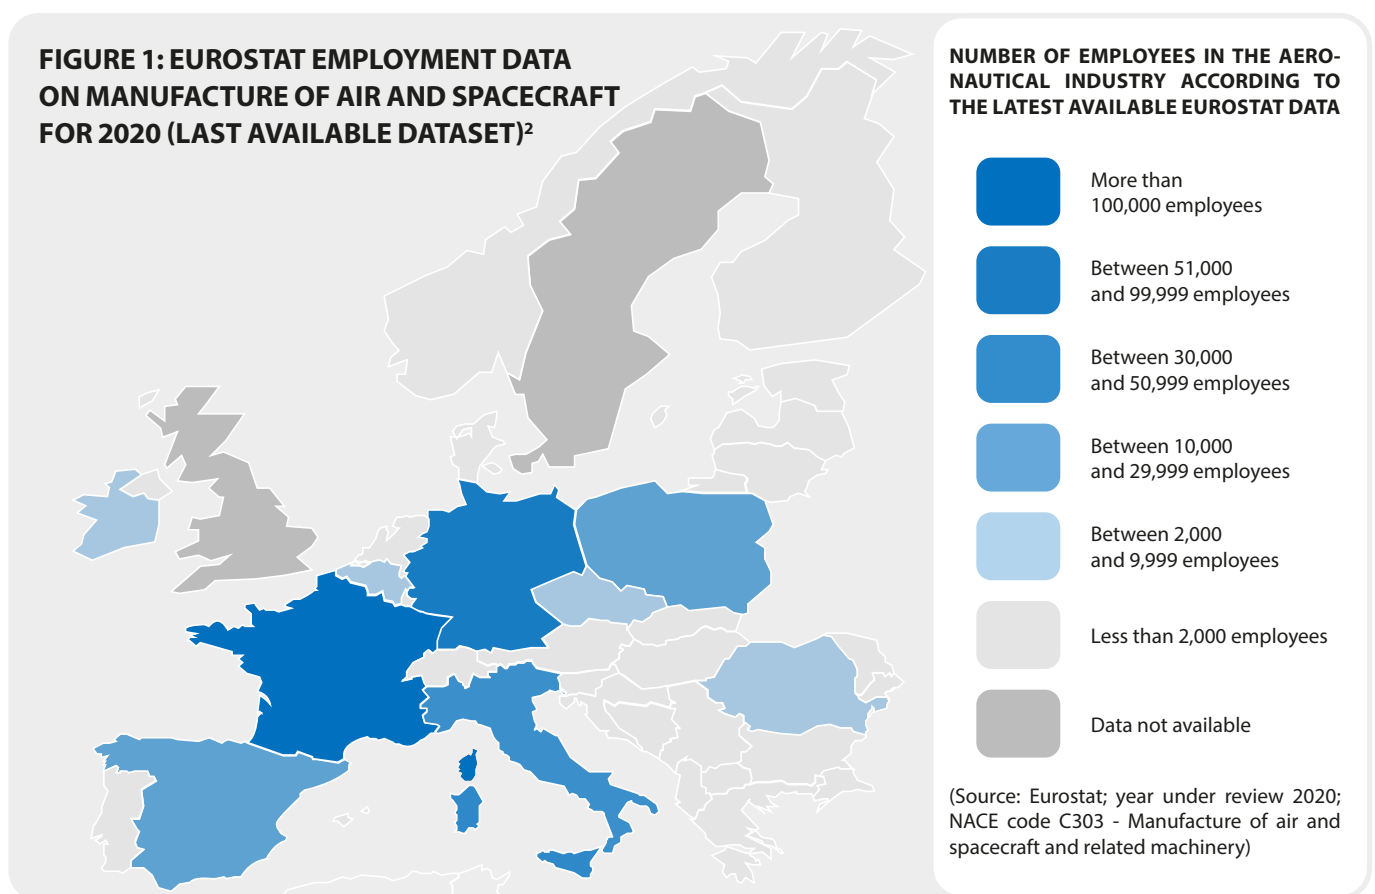 FIGURE 1: EUROSTAT EMPLOYMENT DATA
ON MANUFACTURE OF AIR AND SPACECRAFT
FOR 2020 (LAST AVAILABLE DATASET)²
NUMBER OF EMPLOYEES IN THE AERO-
NAUTICAL INDUSTRY ACCORDING TO
THE LATEST AVAILABLE EUROSTAT DATA
More than
100,000 employees
Between 51,000
and 99,999 employees
Between 30,000
and 50,999 employees
Between 10,000
and 29,999 employees
Between 2,000
and 9,999 employees
Less than 2,000 employees
Data not available
(Source: Eurostat; year under review 2020;
NACE code C303 - Manufacture of air and
spacecraft and related machinery)